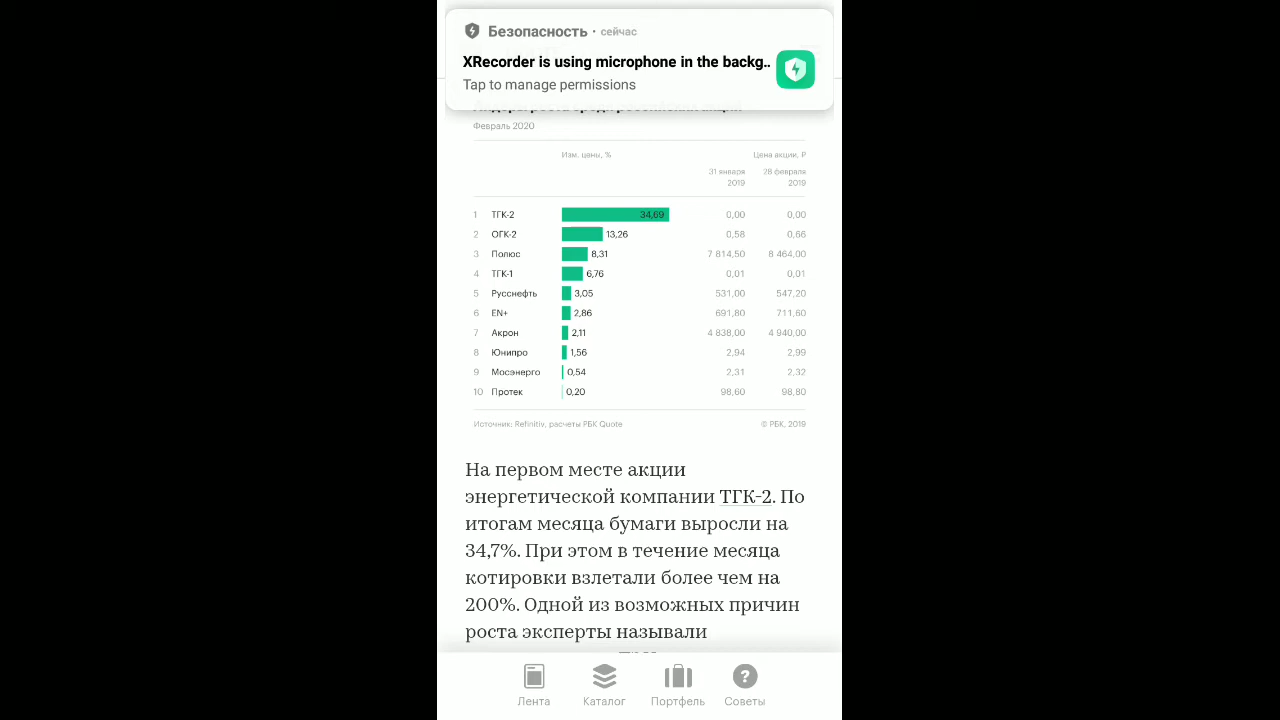 Безопасность • сейчас
XRecorder is using microphone in the backg..
Tap to manage permissions
Февраль 2020
Изм. цены, % Цена акции, ₽
31 января 28 февраля
2019 2019
1 ТГК-2 34,69 0,00 0,00
2 ОГК-2 13,26 0,58 0,66
3 Полюс 8,31 7 814,50 8 464,00
4 ТГК-1 6,76 0,01 0,01
5 Русснефть 3,05 531,00 547,20
6 EN+ 2,86 691,80 711,60
7 Акрон 2,11 4 838,00 4 940,00
8 Юнипро 1,56 2,94 2,99
9 Мосэнерго 0,54 2,31 2,32
10 Протек 0,20 98,60 98,80
Источник: Refinitiv, расчеты РБК Quote © РБК, 2019
На первом месте акции
энергетической компании ТГК-2. По
итогам месяца бумаги выросли на
34,7%. При этом в течение месяца
котировки взлетали более чем на
200%. Одной из возможных причин
роста эксперты называли
Лента Каталог Портфель Советы